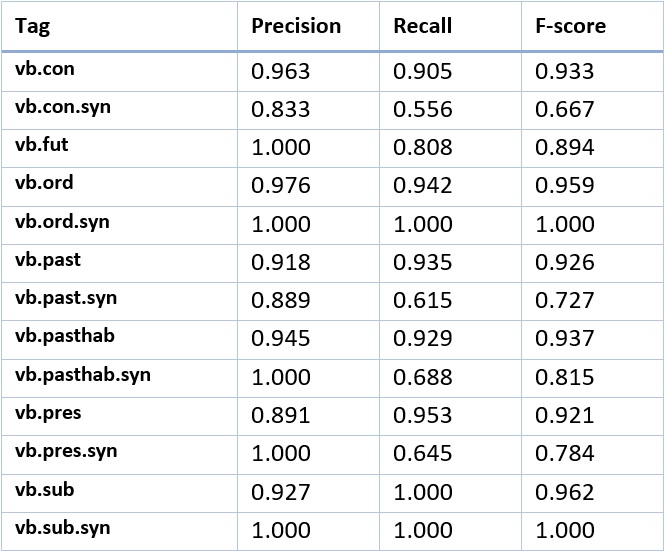 Tag Precision Recall F-score
vb.con 0.963 0.905 0.933
vb.con.syn 0.833 0.556 0.667
vb.fut 1.000 0.808 0.894
vb.ord 0.976 0.942 0.959
vb.ord.syn 1.000 1.000 1.000
vb.past 0.918 0.935 0.926
vb.past.syn 0.889 0.615 0.727
vb.pasthab 0.945 0.929 0.937
vb.pasthab.syn 1.000 0.688 0.815
vb.pres 0.891 0.953 0.921
vb.pres.syn 1.000 0.645 0.784
vb.sub 0.927 1.000 0.962
vb.sub.syn 1.000 1.000 1.000